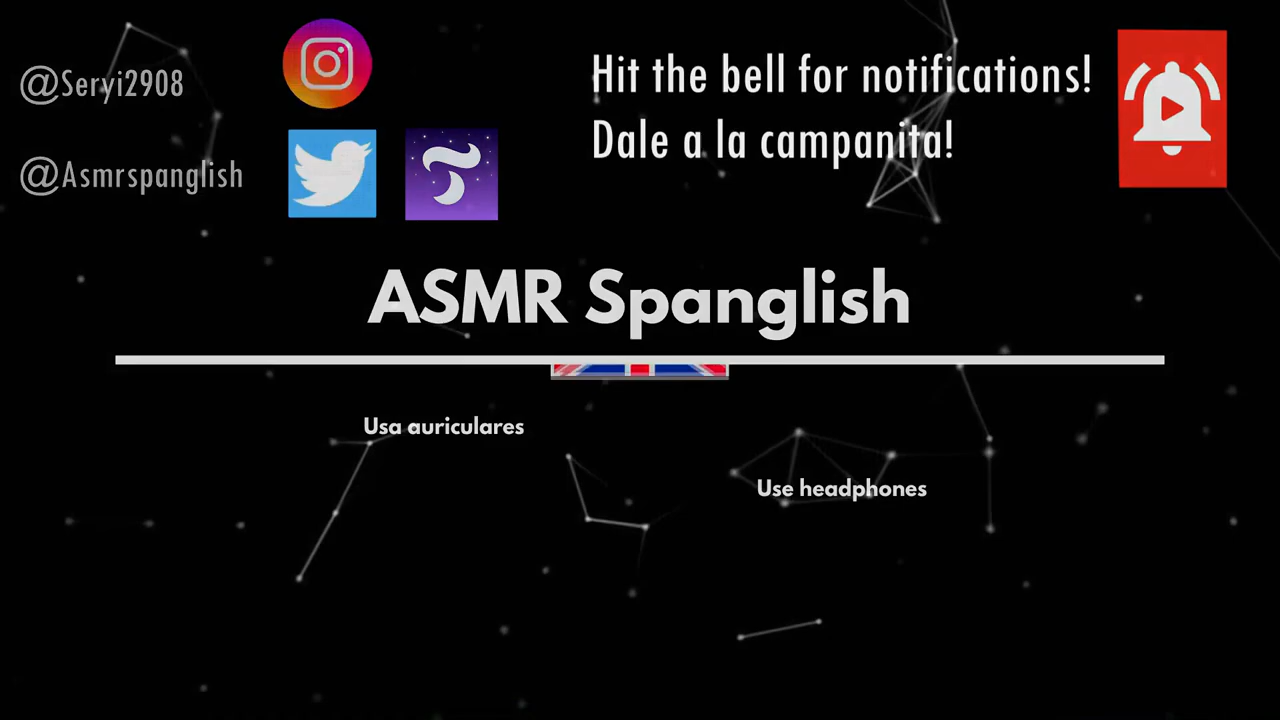 @Seryi2908
@Asmrspanglish
Hit the bell for notifications!
Dale a la campanita!
ASMR Spanglish
Usa auriculares
Use headphones